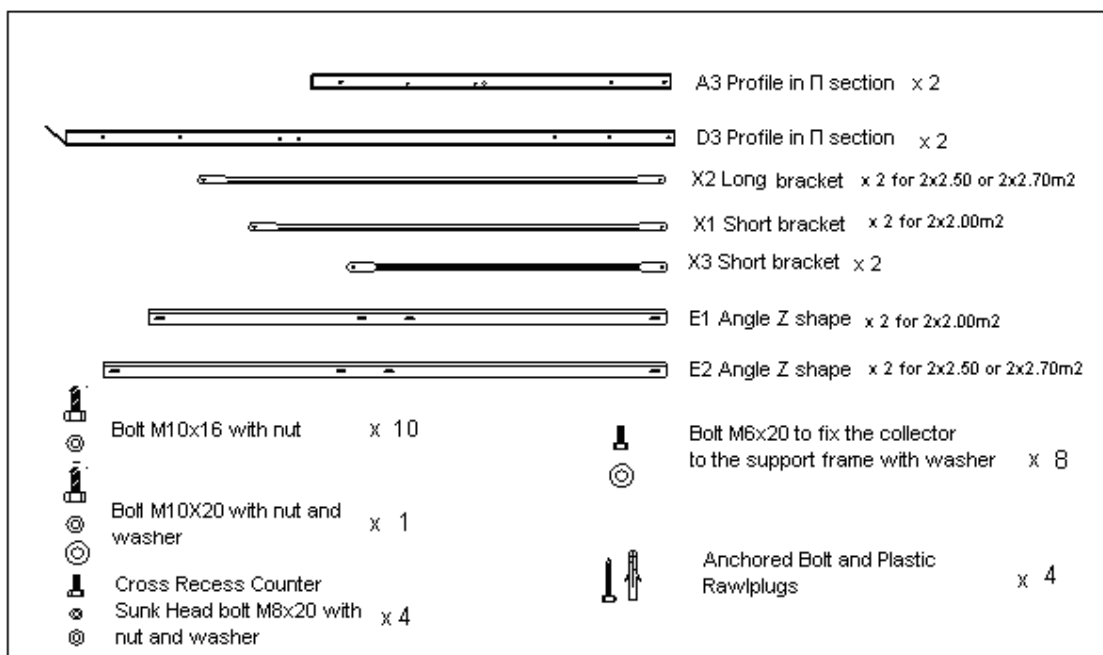 A3 Profile in Π section x 2
D3 Profile in Π section x 2
X2 Long bracket x 2 for 2x2.50 or 2x2.70m2
X1 Short bracket x 2 for 2x2.00m2
X3 Short bracket x 2
E1 Angle Z shape x 2 for 2x2.00m2
E2 Angle Z shape x 2 for 2x2.50 or 2x2.70m2
Bolt M10x16 with nut x 10
Bolt M10X20 with nut and
washer x 1
Cross Recess Counter
Sunk Head bolt M8x20 with
nut and washer x 4
Bolt M6x20 to fix the collector
to the support frame with washer x 8
Anchored Bolt and Plastic
Rawlplugs x 4